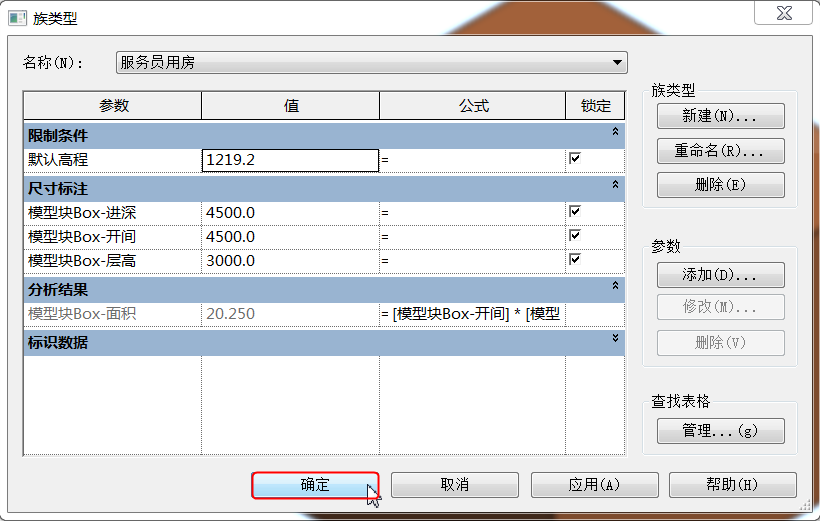 族类型
名称(N):
服务员用房
参数 值 公式 锁定
限制条件
默认高程 1219.2 =
尺寸标注
模型块Box-进深 4500.0 =
模型块Box-开间 4500.0 =
模型块Box-层高 3000.0 =
分析结果
模型块Box-面积 20.250 = [模型块Box-开间] * [模型
标识数据
族类型
新建(N)...
重命名(R)...
删除(E)
参数
添加(D)...
修改(M)...
删除(V)
查找表格
管理...(g)
确定 取消 应用(A) 帮助(H)